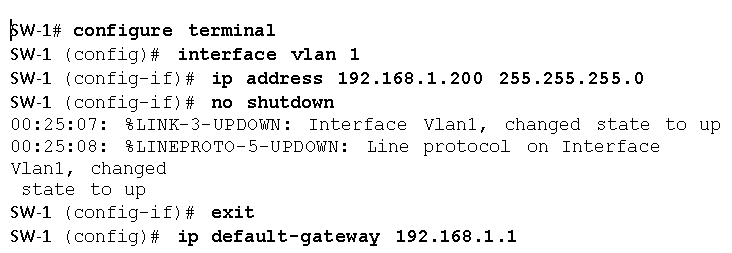 SW-1# configure terminal
SW-1 (config)# interface vlan 1
SW-1 (config-if)# ip address 192.168.1.200 255.255.255.0
SW-1 (config-if)# no shutdown
00:25:07: %LINK-3-UPDOWN: Interface Vlan1, changed state to up
00:25:08: %LINEPROTO-5-UPDOWN: Line protocol on Interface
Vlan1, changed
state to up
SW-1 (config-if)# exit
SW-1 (config)# ip default-gateway 192.168.1.1